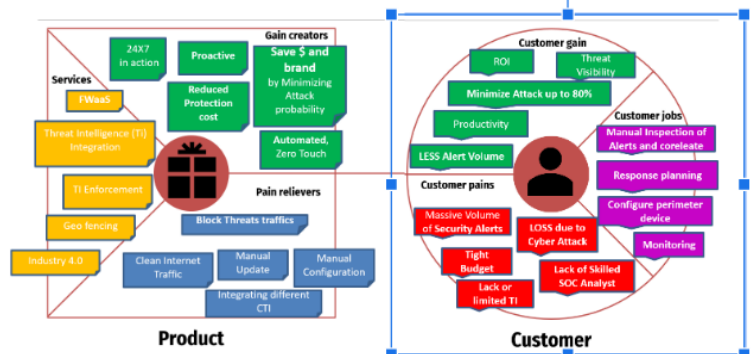 Gain creators
24X7
in action
Proactive
Save $ and
brand
by Minimizing
Attack
probability
Reduced
Protection
cost
Automated,
Zero Touch
Services
FWaaS
Threat Intelligence (Ti)
Integration
TI Enforcement
Geo fencing
Industry 4.0
Pain relievers
Block Threats traffics
Clean Internet
Traffic
Manual
Update
Manual
Configuration
Integrating different
CTI
Product
Customer gain
ROI
Threat
Visibility
Minimize Attack up to 80%
Productivity
LESS Alert Volume
Customer jobs
Manual Inspection of
Alerts and coreleate
Response planning
Configure perimeter
device
Monitoring
Customer pains
Massive Volume
of Security Alerts
LOSS due to
Cyber Attack
Tight
Budget
Lack of Skilled
SOC Analyst
Lack or
limited TI
Customer